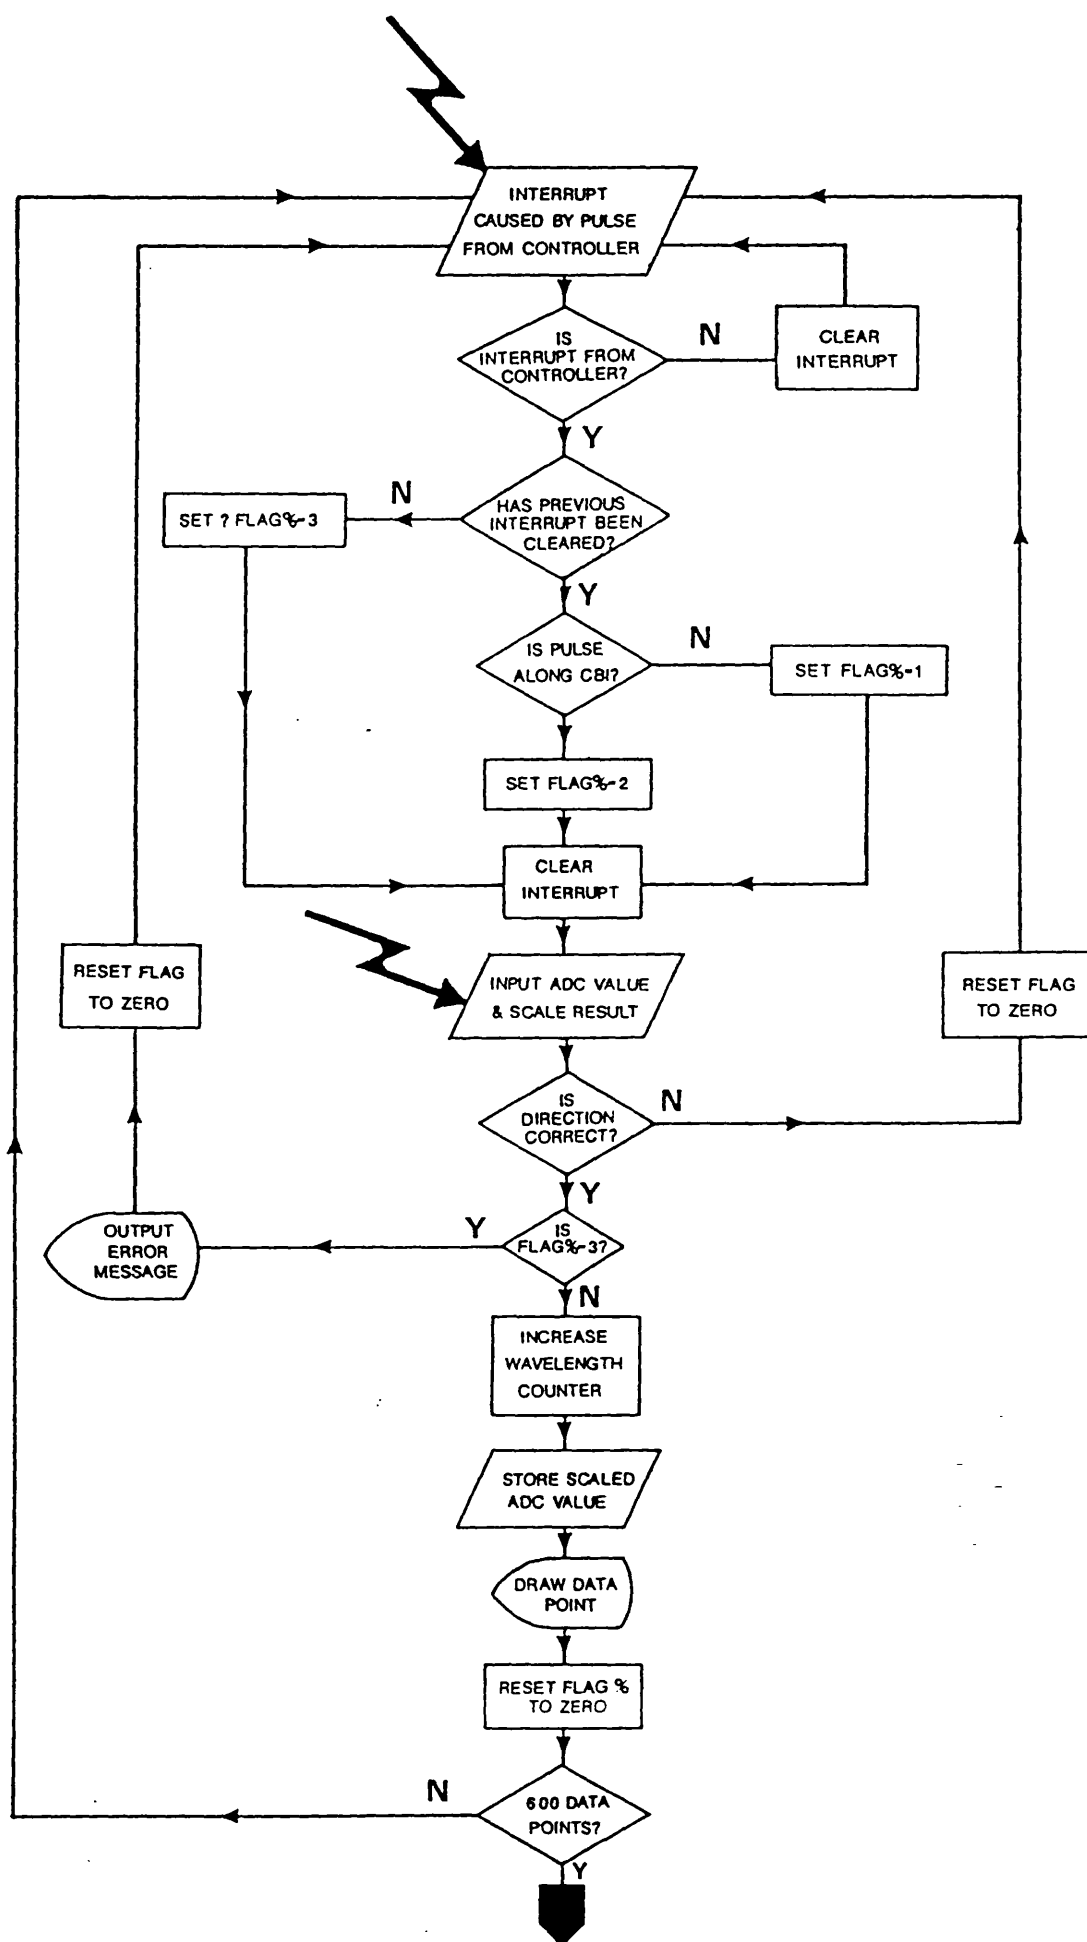 INTERRUPT
CAUSED BY PULSE
FROM CONTROLLER
IS
INTERRUPT FROM
CONTROLLER?
N
CLEAR
INTERRUPT
Y
HAS PREVIOUS
INTERRUPT BEEN
CLEARED?
N
SET ? FLAG%=3
Y
IS PULSE
ALONG CB1?
N
SET FLAG%=1
SET FLAG%=2
CLEAR
INTERRUPT
RESET FLAG
TO ZERO
INPUT ADC VALUE
& SCALE RESULT
RESET FLAG
TO ZERO
IS
DIRECTION
CORRECT?
N
Y
IS
FLAG%=3?
Y
OUTPUT
ERROR
MESSAGE
N
INCREASE
WAVELENGTH
COUNTER
STORE SCALED
ADC VALUE
DRAW DATA
POINT
RESET FLAG %
TO ZERO
600 DATA
POINTS?
N
Y